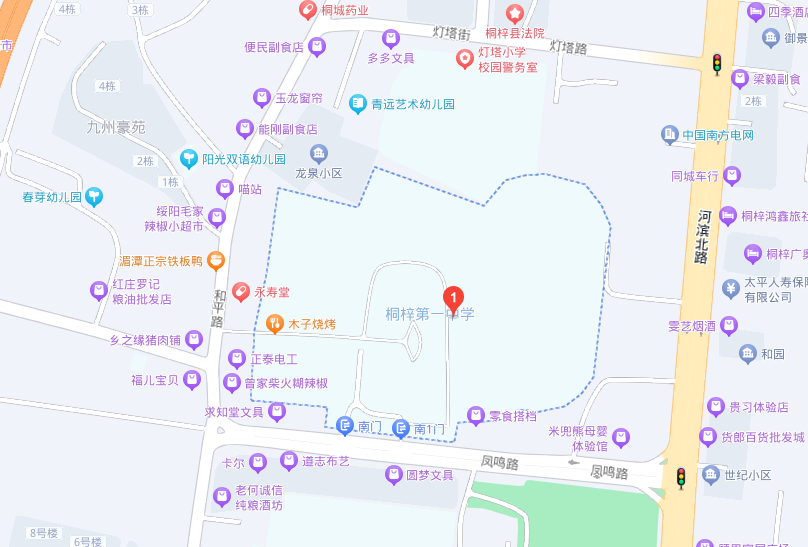 4栋
3栋
桐城药业
桐梓县法院
四季酒店
市
便民副食店
多多文具
灯塔街
灯塔路
灯塔小学
校园警务室
御景
梁毅副食
4栋
玉龙窗帘
青远艺术幼儿园
2栋
九州豪苑
能刚副食店
中国南方电网
2栋
阳光双语幼儿园
龙泉小区
1栋
喵站
同城车行
春芽幼儿园
绥阳毛家
辣椒小超市
河滨北路
桐梓鸿鑫旅社
湄潭正宗铁板鸭
桐梓广奥
红庄罗记
粮油批发店
和平路
永寿堂
1
太平人寿保险
有限公司
桐梓第一中学
木子烧烤
雯茗烟酒
乡之缘猪肉铺
正泰电工
和园
福儿宝贝
曾家柴火糊辣椒
求知堂文具
零食搭档
贵习体验店
南门
南1门
米兜熊母婴
体验馆
货郎百货批发城
卡尔
道志布艺
凤鸣路
凤鸣路
圆梦文具
世纪小区
老何诚信
纯粮酒坊
8号楼
6号楼